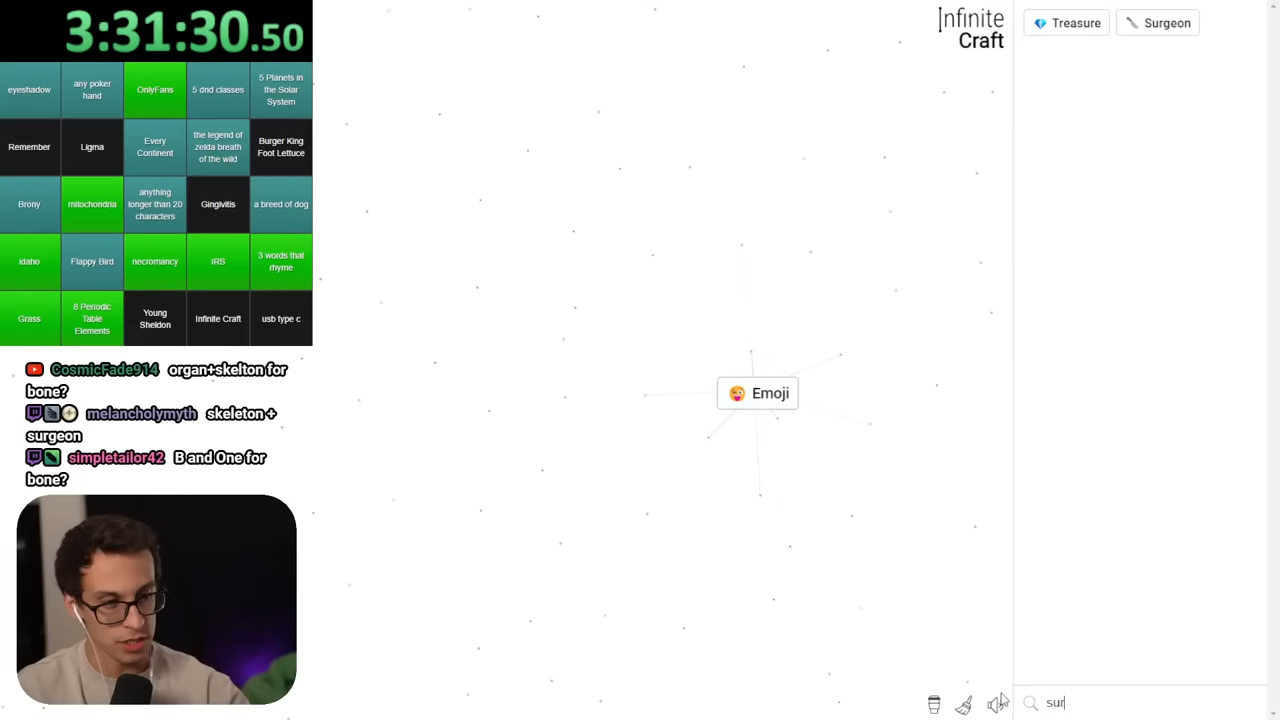 3:31:30.50
Infinite
Craft
💎 Treasure
Surgeon
eyeshadow
any poker
hand
OnlyFans
5 dnd classes
5 Planets in
the Solar
System
Remember
Ligma
Every
Continent
the legend of
zelda breath
of the wild
Burger King
Foot Lettuce
Brony
mitochondria
anything
longer than 20
characters
Gingivitis
a breed of dog
idaho
Flappy Bird
necromancy
IRS
3 words that
rhyme
Grass
8 Periodic
Table
Elements
Young
Sheldon
Infinite Craft
usb type c
CosmicFade914 organ+skelton for
bone?
melancholymyth skeleton +
surgeon
simpletailor42 B and One for
bone?
Emoji
sur